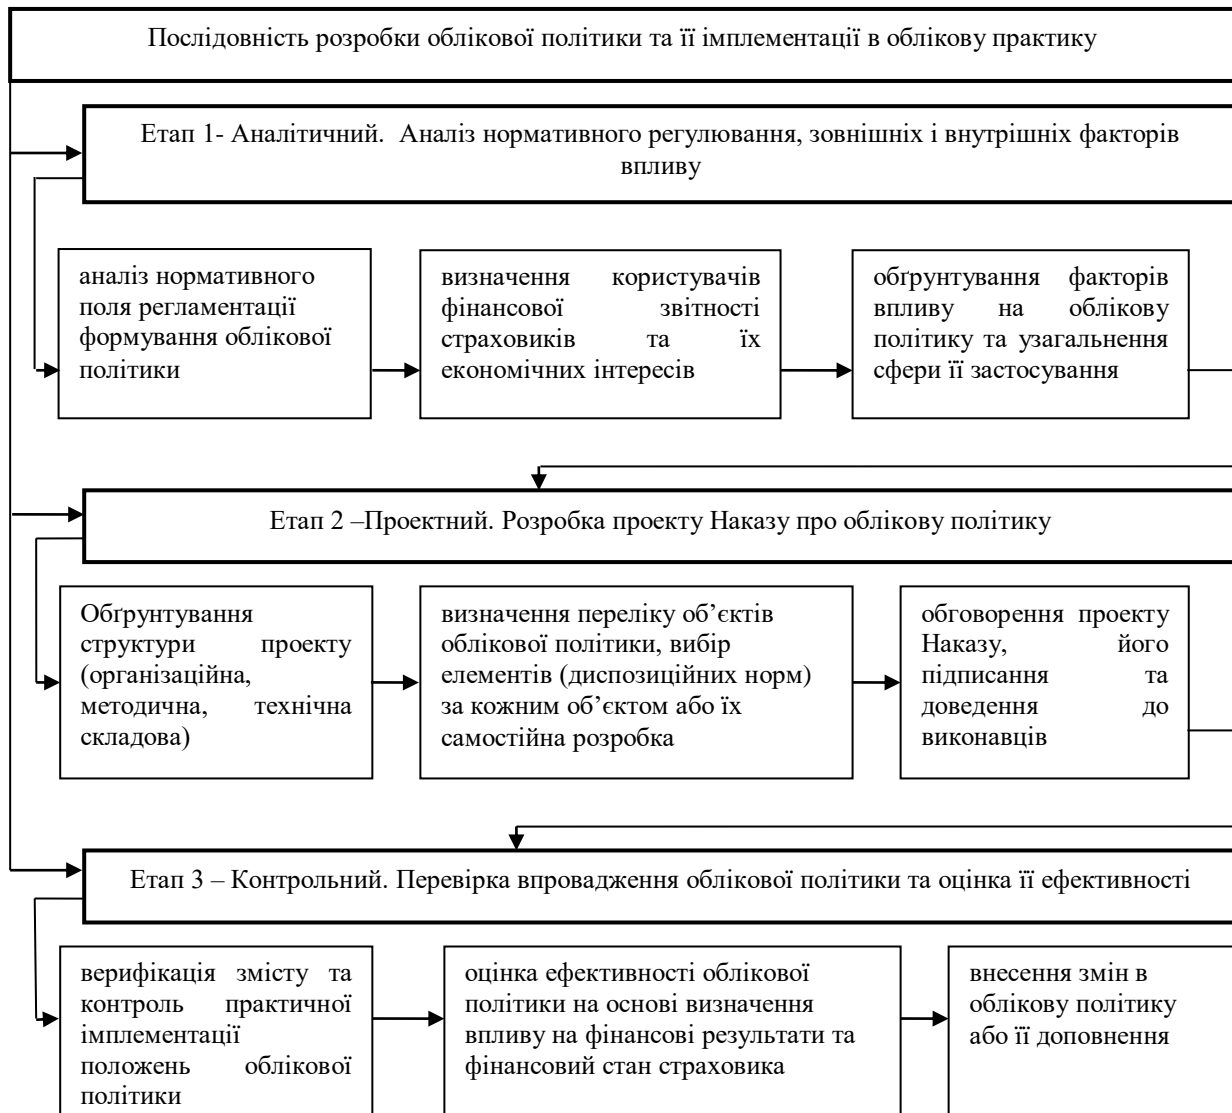 Послідовність розробки облікової політики та її імплементації в облікову практику
Етап 1- Аналітичний. Аналіз нормативного регулювання, зовнішніх і внутрішніх факторів
впливу
аналіз нормативного
поля регламентації
формування облікової
політики
визначення користувачів
фінансової звітності
страховиків та їх
економічних інтересів
обґрунтування факторів
впливу на облікову
політику та узагальнення
сфери її застосування
Етап 2 –Проектний. Розробка проекту Наказу про облікову політику
Обґрунтування
структури проекту
(організаційна,
методична, технічна
складова)
визначення переліку об’єктів
облікової політики, вибір
елементів (диспозиційних норм)
за кожним об’єктом або їх
самостійна розробка
обговорення проекту
Наказу, його
підписання та
доведення до
виконавців
Етап 3 – Контрольний. Перевірка впровадження облікової політики та оцінка її ефективності
верифікація змісту та
контроль практичної
імплементації
положень облікової
політики
оцінка ефективності облікової
політики на основі визначення
впливу на фінансові результати та
фінансовий стан страховика
внесення змін в
облікову політику
або її доповнення